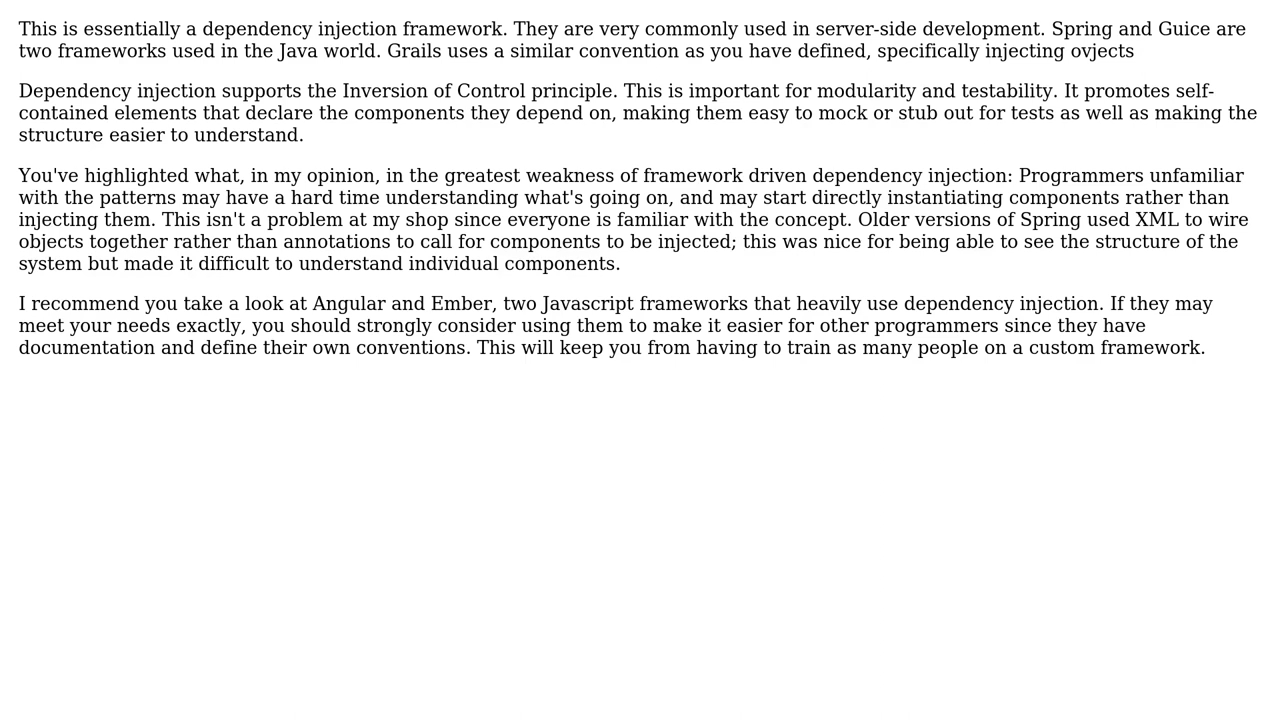 This is essentially a dependency injection framework. They are very commonly used in server-side development. Spring and Guice are
two frameworks used in the Java world. Grails uses a similar convention as you have defined, specifically injecting ovjects
Dependency injection supports the Inversion of Control principle. This is important for modularity and testability. It promotes self-
contained elements that declare the components they depend on, making them easy to mock or stub out for tests as well as making the
structure easier to understand.
You've highlighted what, in my opinion, in the greatest weakness of framework driven dependency injection: Programmers unfamiliar
with the patterns may have a hard time understanding what's going on, and may start directly instantiating components rather than
injecting them. This isn't a problem at my shop since everyone is familiar with the concept. Older versions of Spring used XML to wire
objects together rather than annotations to call for components to be injected; this was nice for being able to see the structure of the
system but made it difficult to understand individual components.
I recommend you take a look at Angular and Ember, two Javascript frameworks that heavily use dependency injection. If they may
meet your needs exactly, you should strongly consider using them to make it easier for other programmers since they have
documentation and define their own conventions. This will keep you from having to train as many people on a custom framework.